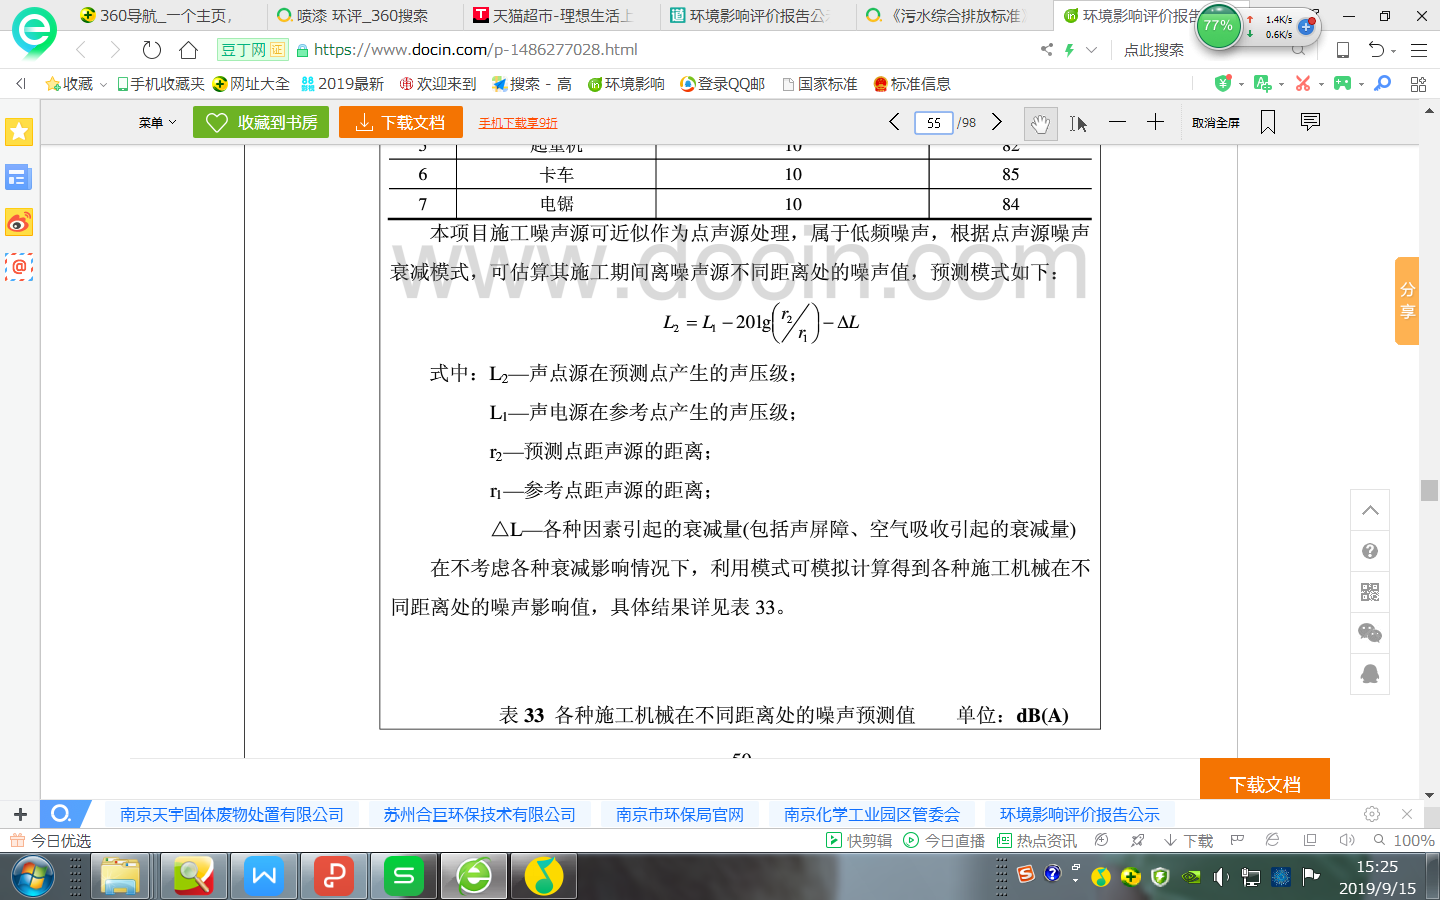 360导航_一个主页，
喷漆 环评_360搜索
天猫超市-理想生活上
环境影响评价报告公示
《污水综合排放标准》
环境影响评价报告
77%
1.4K/s
0.6K/s
豆丁网 证
https://www.docin.com/p-1486277028.html
点此搜索
收藏
手机收藏夹
网址大全
2019最新
欢迎来到
搜索 - 高
环境影响
登录QQ邮
国家标准
标准信息
菜单
收藏到书房
下载文档
手机下载享9折
55 /98
取消全屏
5 起重机 10 82
6 卡车 10 85
7 电锯 10 84
www.docin.com
本项目施工噪声源可近似作为点声源处理，属于低频噪声，根据点声源噪声
衰减模式，可估算其施工期间离噪声源不同距离处的噪声值，预测模式如下：
L₂ = L₁ − 20lg(r₂/r₁) − ΔL
式中：L₂—声点源在预测点产生的声压级；
L₁—声电源在参考点产生的声压级；
r₂—预测点距声源的距离；
r₁—参考点距声源的距离；
△L—各种因素引起的衰减量(包括声屏障、空气吸收引起的衰减量)
在不考虑各种衰减影响情况下，利用模式可模拟计算得到各种施工机械在不
同距离处的噪声影响值，具体结果详见表 33。
表 33 各种施工机械在不同距离处的噪声预测值 单位：dB(A)
50
分享
下载文档
南京天宇固体废物处置有限公司
苏州合巨环保技术有限公司
南京市环保局官网
南京化学工业园区管委会
环境影响评价报告公示
今日优选
快剪辑
今日直播
热点资讯
下载
100%
15:25
2019/9/15